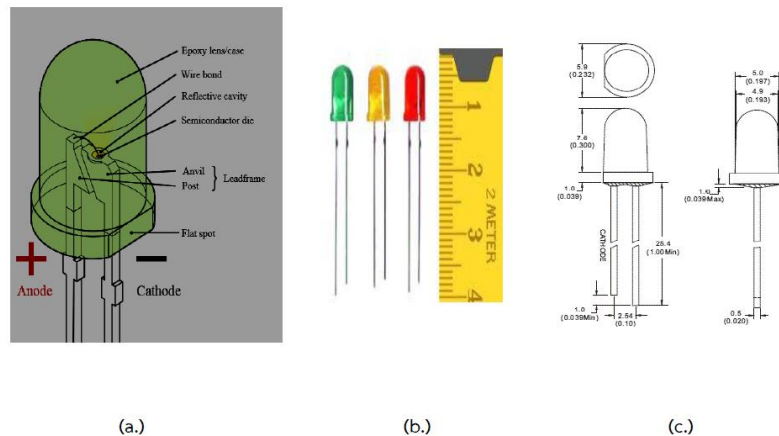 Epoxy lens/case
Wire bond
Reflective cavity
Semiconductor die
Anvil
Post
Leadframe
Flat spot
+ −
Anode
Cathode
1
2
3
4
2 METER
5.9
(0.232)
7.6
(0.300)
1.0
(0.039)
CATHODE
25.4
(1.00Min)
1.0
(0.039Min)
2.54
(0.10)
5.0
(0.197)
4.9
(0.193)
1.0
(0.039Max)
0.5
(0.020)
(a.)
(b.)
(c.)